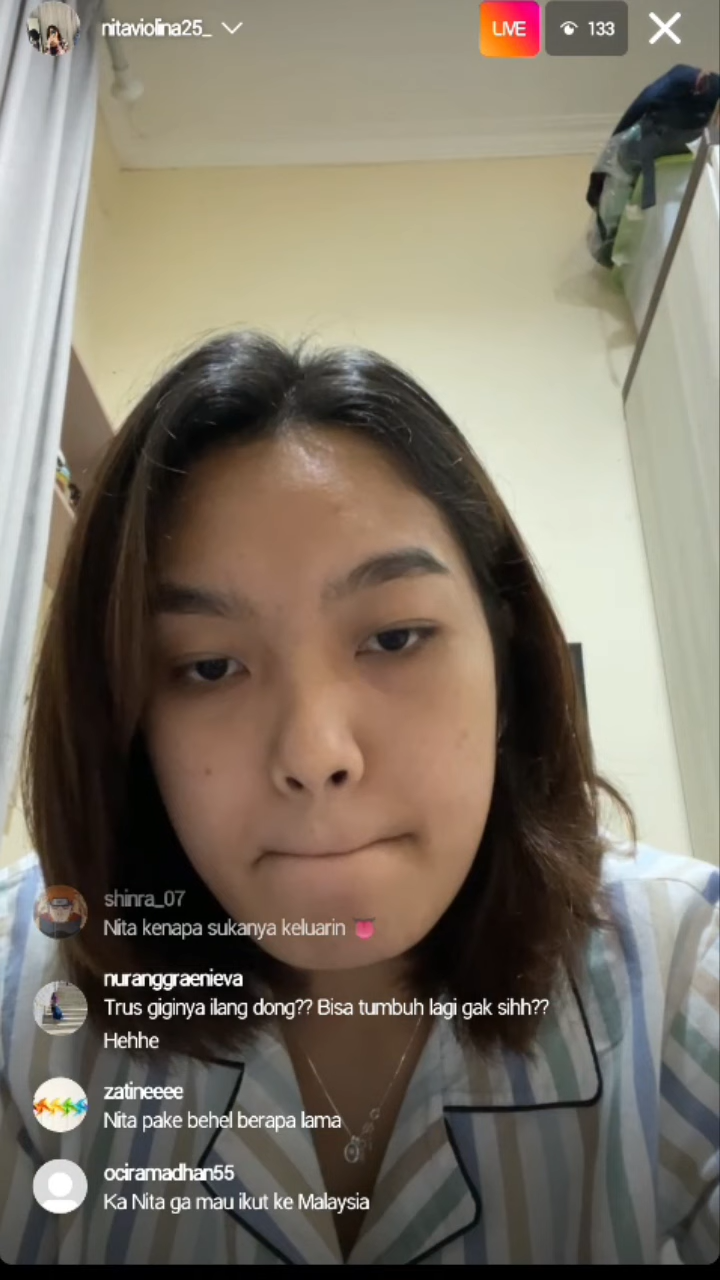 nitaviolina25_
LIVE
133
shinra_07
Nita kenapa sukanya keluarin 👅
nuranggraenieva
Trus giginya ilang dong?? Bisa tumbuh lagi gak sihh??
Hehhe
zatineeee
Nita pake behel berapa lama
ociramadhan55
Ka Nita ga mau ikut ke Malaysia